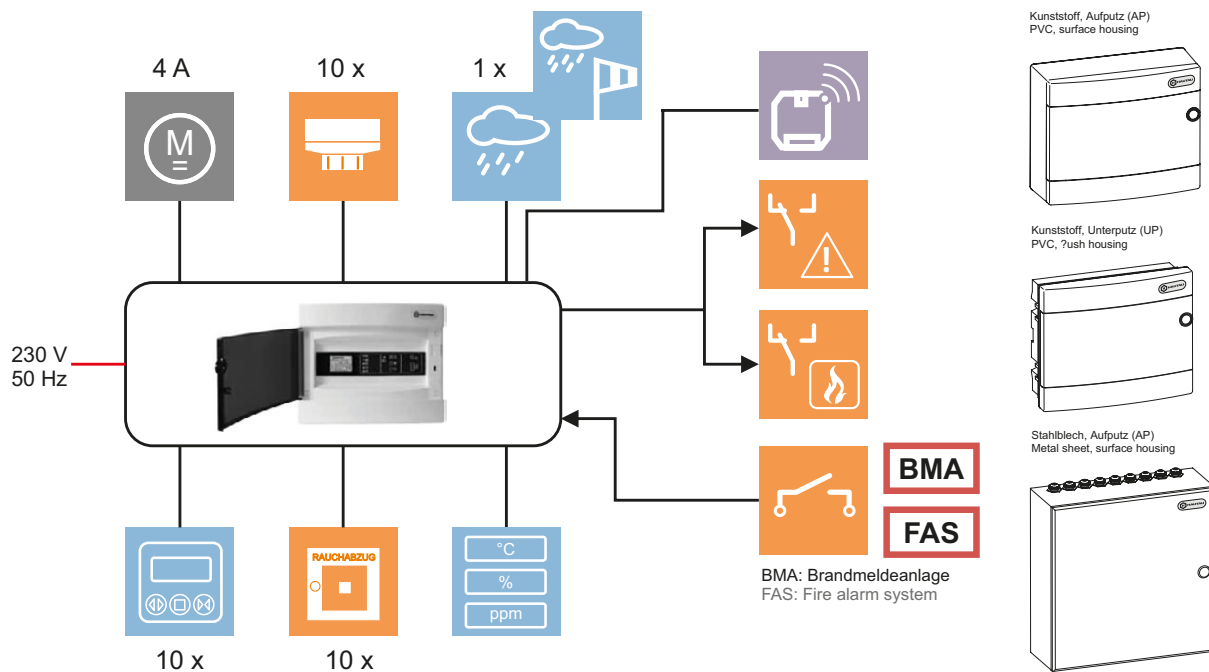 4 A
10 x
1 x
M
230 V
50 Hz
RAUCHABZUG
°C
%
ppm
10 x
10 x
!
BMA
FAS
BMA: Brandmeldeanlage
FAS: Fire alarm system
Kunststoff, Aufputz (AP)
PVC, surface housing
Kunststoff, Unterputz (UP)
PVC, ?ush housing
Stahlblech, Aufputz (AP)
Metal sheet, surface housing